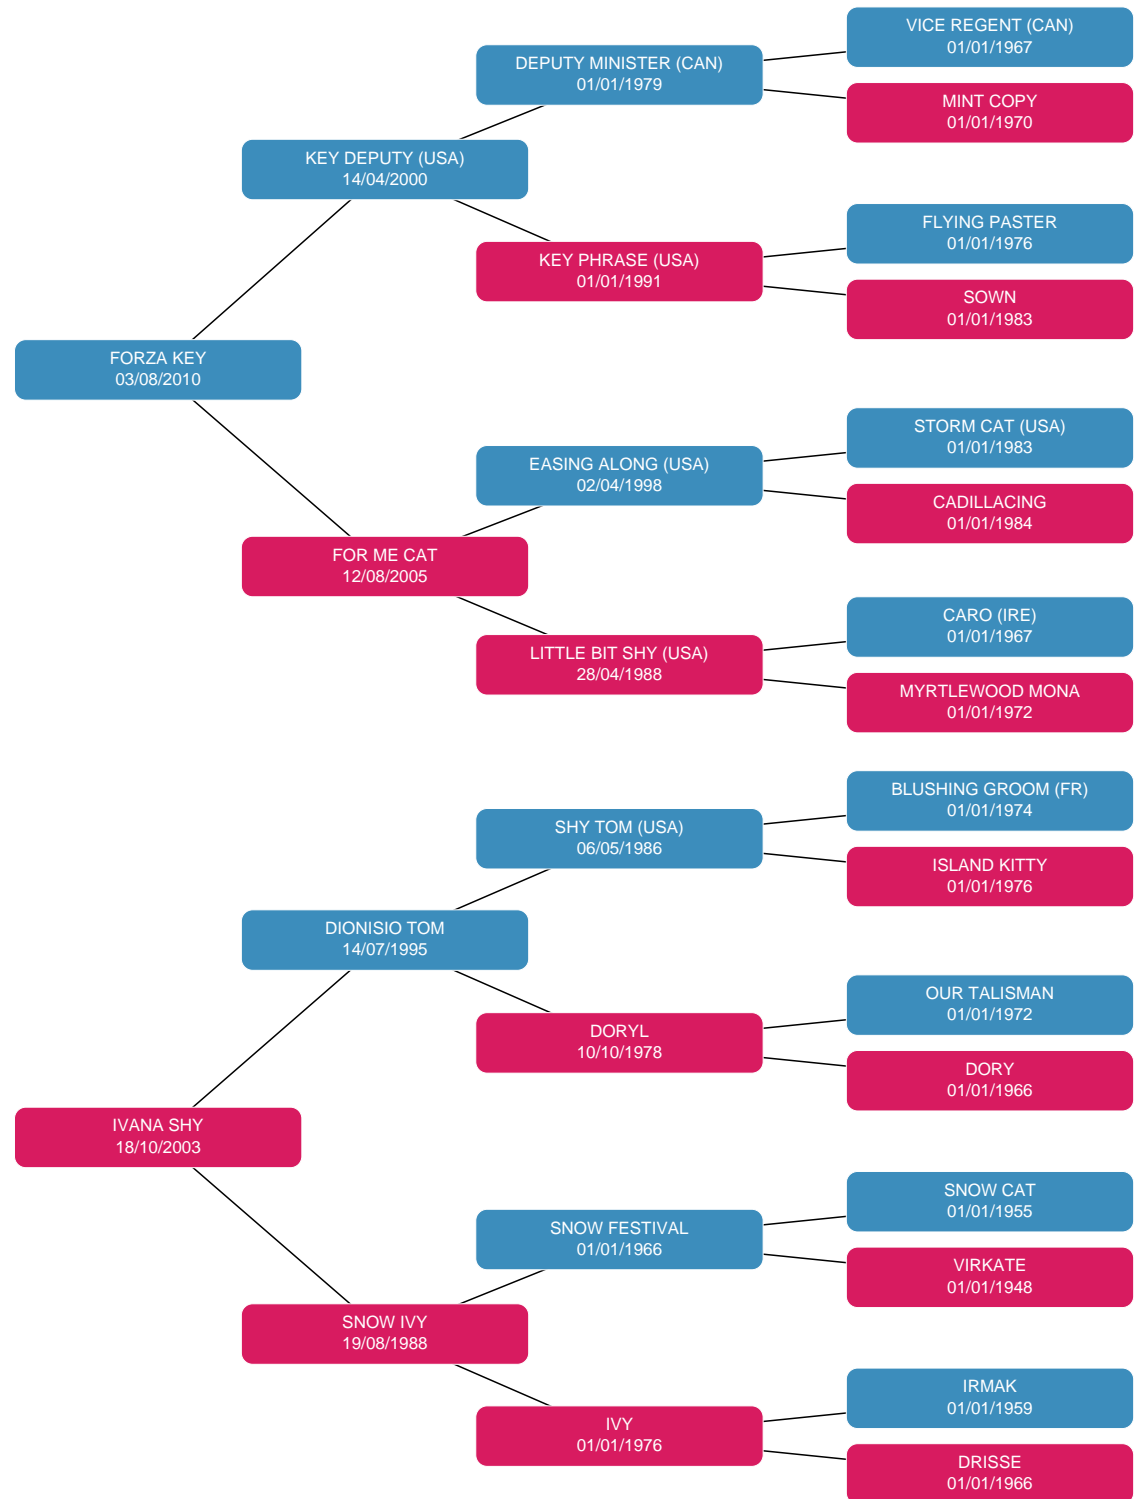 VICE REGENT (CAN)
01/01/1967
DEPUTY MINISTER (CAN)
01/01/1979
MINT COPY
01/01/1970
KEY DEPUTY (USA)
14/04/2000
FLYING PASTER
01/01/1976
KEY PHRASE (USA)
01/01/1991
SOWN
01/01/1983
FORZA KEY
03/08/2010
STORM CAT (USA)
01/01/1983
EASING ALONG (USA)
02/04/1998
CADILLACING
01/01/1984
FOR ME CAT
12/08/2005
CARO (IRE)
01/01/1967
LITTLE BIT SHY (USA)
28/04/1988
MYRTLEWOOD MONA
01/01/1972
BLUSHING GROOM (FR)
01/01/1974
SHY TOM (USA)
06/05/1986
ISLAND KITTY
01/01/1976
DIONISIO TOM
14/07/1995
OUR TALISMAN
01/01/1972
DORYL
10/10/1978
DORY
01/01/1966
IVANA SHY
18/10/2003
SNOW CAT
01/01/1955
SNOW FESTIVAL
01/01/1966
VIRKATE
01/01/1948
SNOW IVY
19/08/1988
IRMAK
01/01/1959
IVY
01/01/1976
DRISSE
01/01/1966